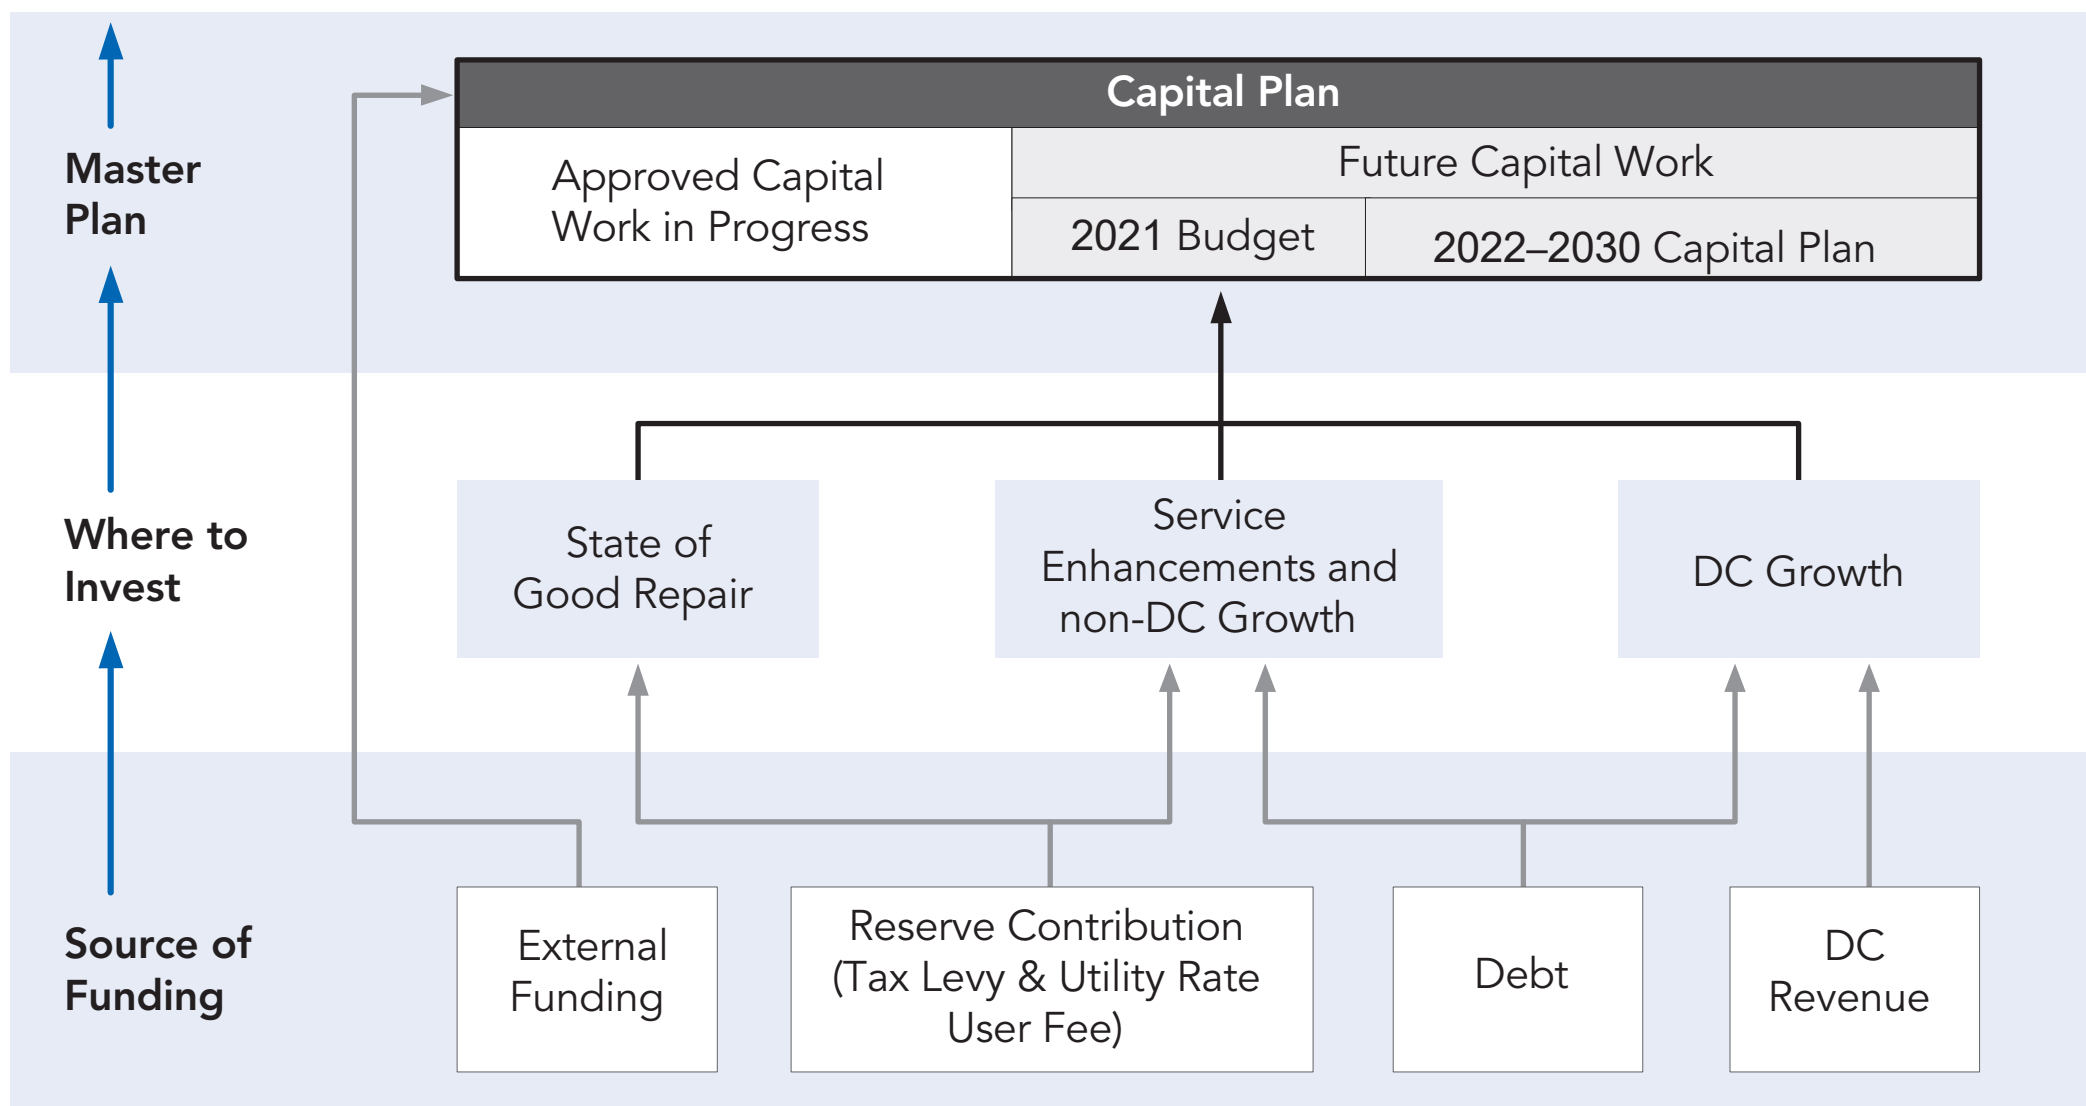 Capital Plan
Master
Plan
Approved Capital
Work in Progress
Future Capital Work
2021 Budget
2022–2030 Capital Plan
Where to
Invest
State of
Good Repair
Service
Enhancements and
non-DC Growth
DC Growth
Source of
Funding
External
Funding
Reserve Contribution
(Tax Levy & Utility Rate
User Fee)
Debt
DC
Revenue